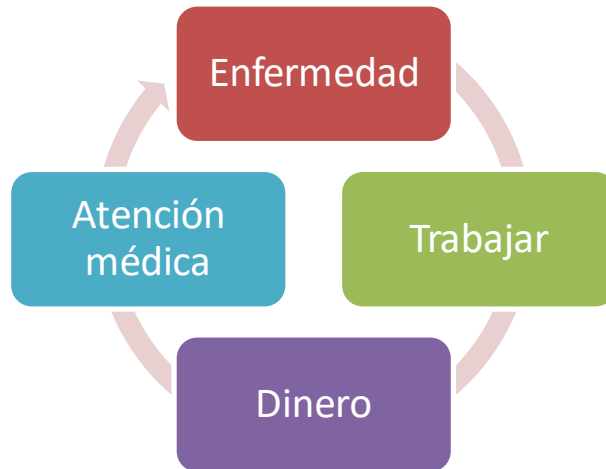 Enfermedad
Trabajar
Dinero
Atención
médica